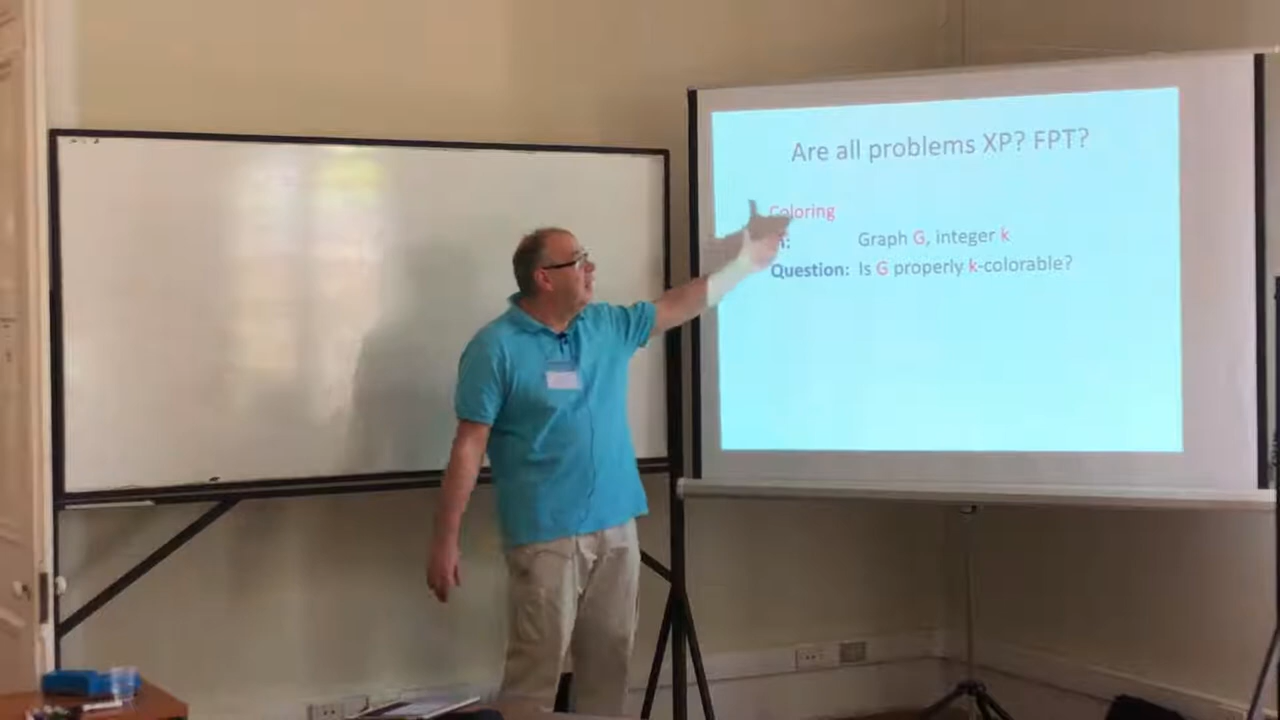 Are all problems XP? FPT?
Coloring
Graph G, integer k
Question: Is G properly k-colorable?